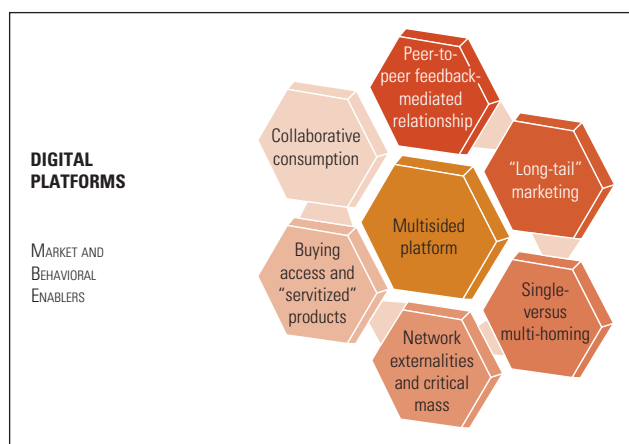 DIGITAL
PLATFORMS
MARKET AND
BEHAVIORAL
ENABLERS
Peer-to-
peer feedback-
mediated
relationship
Collaborative
consumption
“Long-tail”
marketing
Multisided
platform
Buying
access and
“servitized”
products
Single-
versus
multi-homing
Network
externalities
and critical
mass